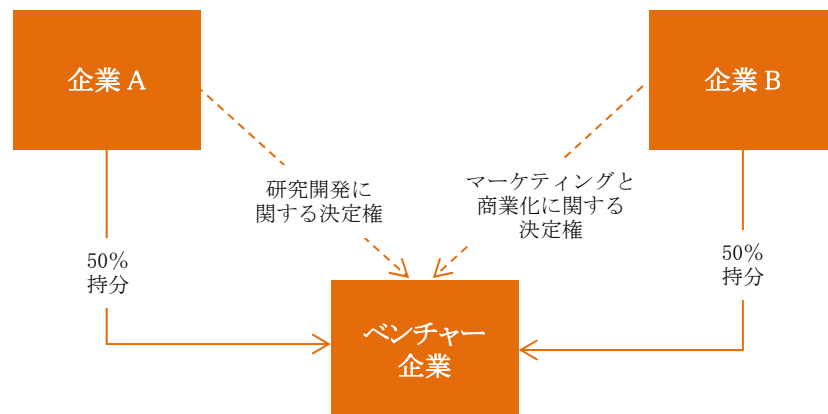 企業 A
企業 B
研究開発に
関する決定権
マーケティングと
商業化に関する
決定権
50%
持分
50%
持分
ベンチャー
企業